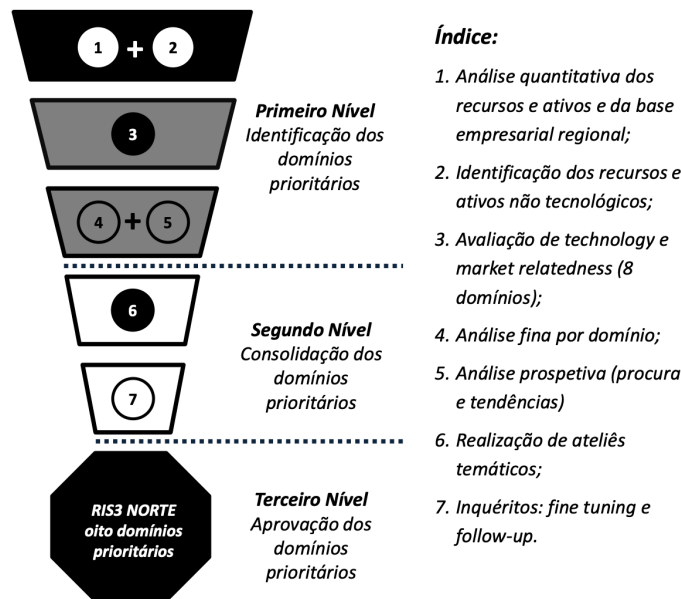 1 + 2
3
4 + 5
Primeiro Nível
Identificação dos
domínios
prioritários
6
7
Segundo Nível
Consolidação dos
domínios
prioritários
RIS3 NORTE
oito domínios
prioritários
Terceiro Nível
Aprovação dos
domínios
prioritários
Índice:
1. Análise quantitativa dos
recursos e ativos e da base
empresarial regional;
2. Identificação dos recursos e
ativos não tecnológicos;
3. Avaliação de technology e
market relatedness (8
domínios);
4. Análise fina por domínio;
5. Análise prospetiva (procura
e tendências)
6. Realização de ateliês
temáticos;
7. Inquéritos: fine tuning e
follow-up.